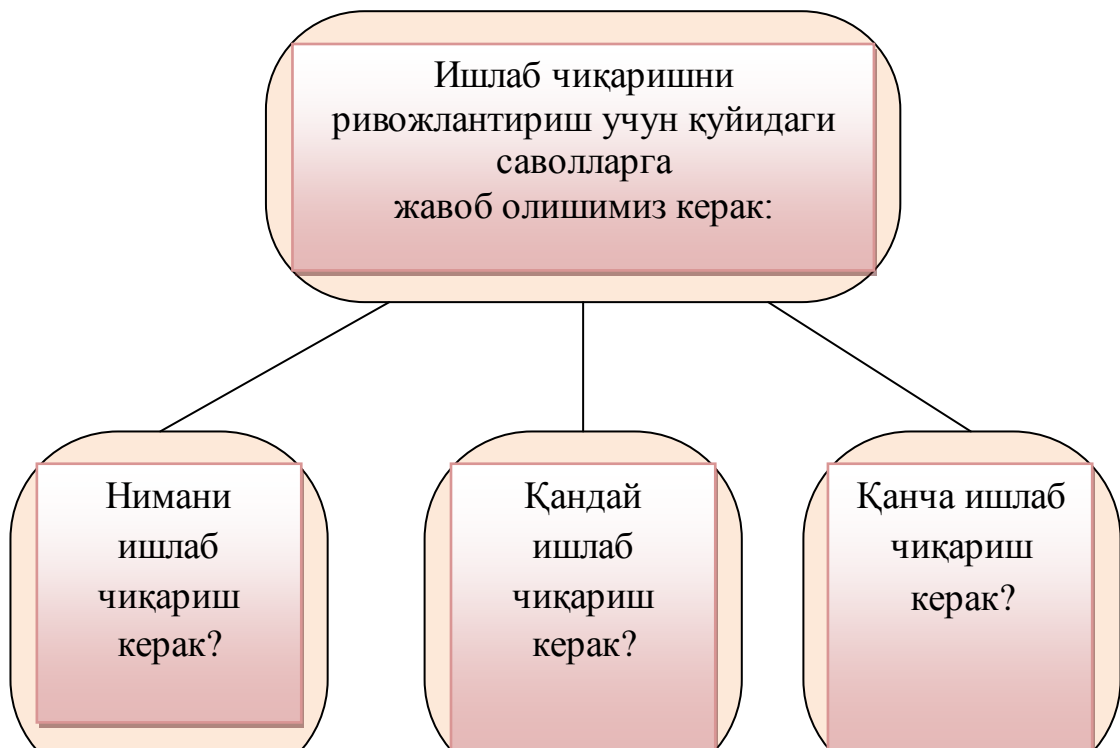 Ишлаб чиқаришни
ривожлантириш учун қуйидаги
саволларга
жавоб олишимиз керак:
Нимани
ишлаб
чиқариш
керак?
Қандай
ишлаб
чиқариш
керак?
Қанча ишлаб
чиқариш
керак?